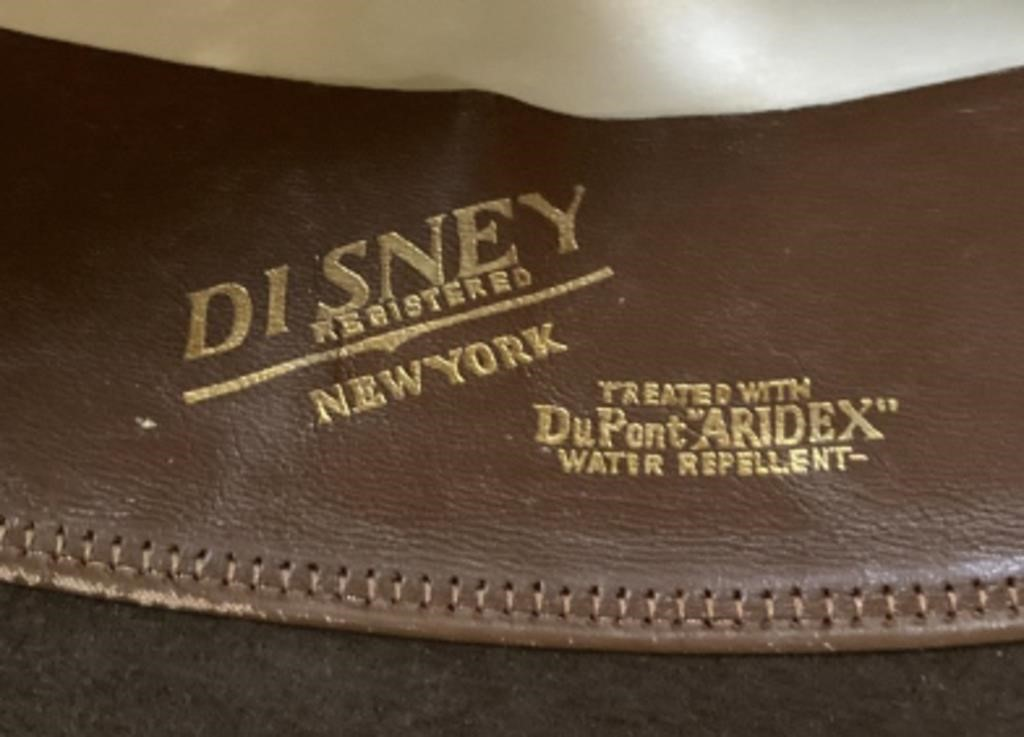 DISNEY
REGISTERED
NEW YORK
TREATED WITH
DuPont "ARIDEX"
WATER REPELLENT-